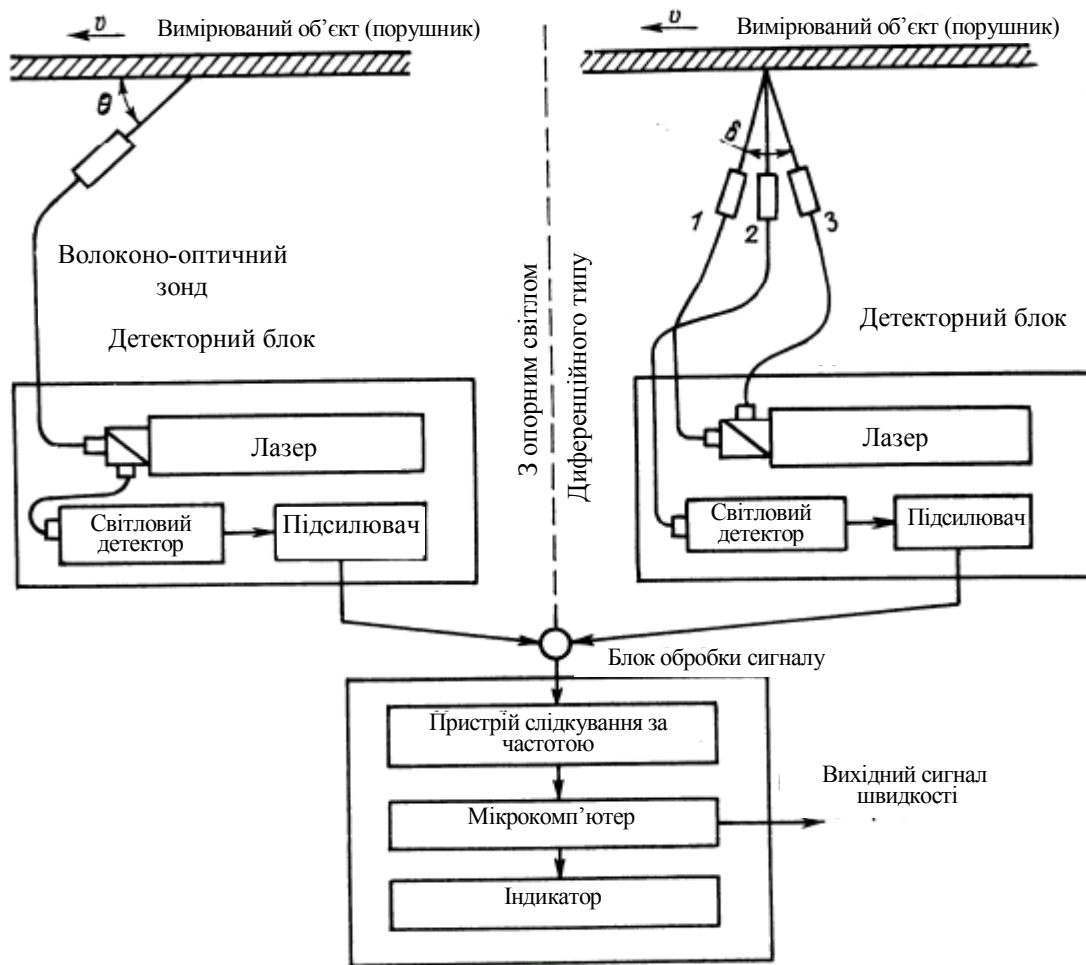 υ
Вимірюваний об’єкт (порушник)
θ
Волоконо-оптичний
зонд
Детекторний блок
Лазер
Світловий
детектор
Підсилювач
З опорним світлом
Диференційного типу
υ
Вимірюваний об’єкт (порушник)
δ
1
2
3
Детекторний блок
Лазер
Світловий
детектор
Підсилювач
Блок обробки сигналу
Пристрій слідкування за
частотою
Мікрокомп’ютер
Індикатор
Вихідний сигнал
швидкості